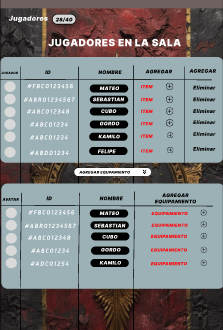 Jugadores 28/40
JUGADORES EN LA SALA
JUGADOR ID NOMBRE AGREGAR AGREGAR
#FBC0123456 MATEO ITEM Eliminar
#ABR01234567 SEBASTIAN ITEM Eliminar
#ABC012348 CUBO ITEM Eliminar
#ABC01234 GORDO ITEM Eliminar
#ABC01234 KAMILO ITEM Eliminar
#ABD01234 FELIPE ITEM Eliminar
AGREGAR EQUIPAMIENTO
AVATAR ID NOMBRE AGREGAR
EQUIPAMIENTO
#FBC0123456 MATEO EQUIPAMIENTO
#ABR01234567 SEBASTIAN EQUIPAMIENTO
#ABC012348 CUBO EQUIPAMIENTO
#ABC01234 GORDO EQUIPAMIENTO
#ADC01254 KAMILO EQUIPAMIENTO